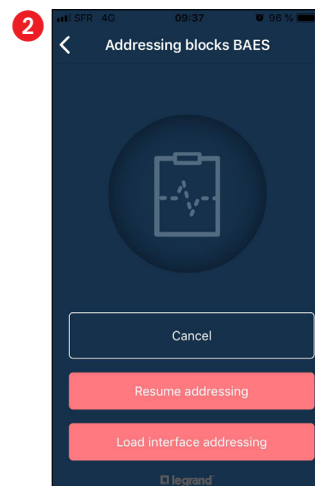 2
SFR 4G 09:37 96 %
Addressing blocks BAES
Cancel
Resume addressing
Load interface addressing
legrand